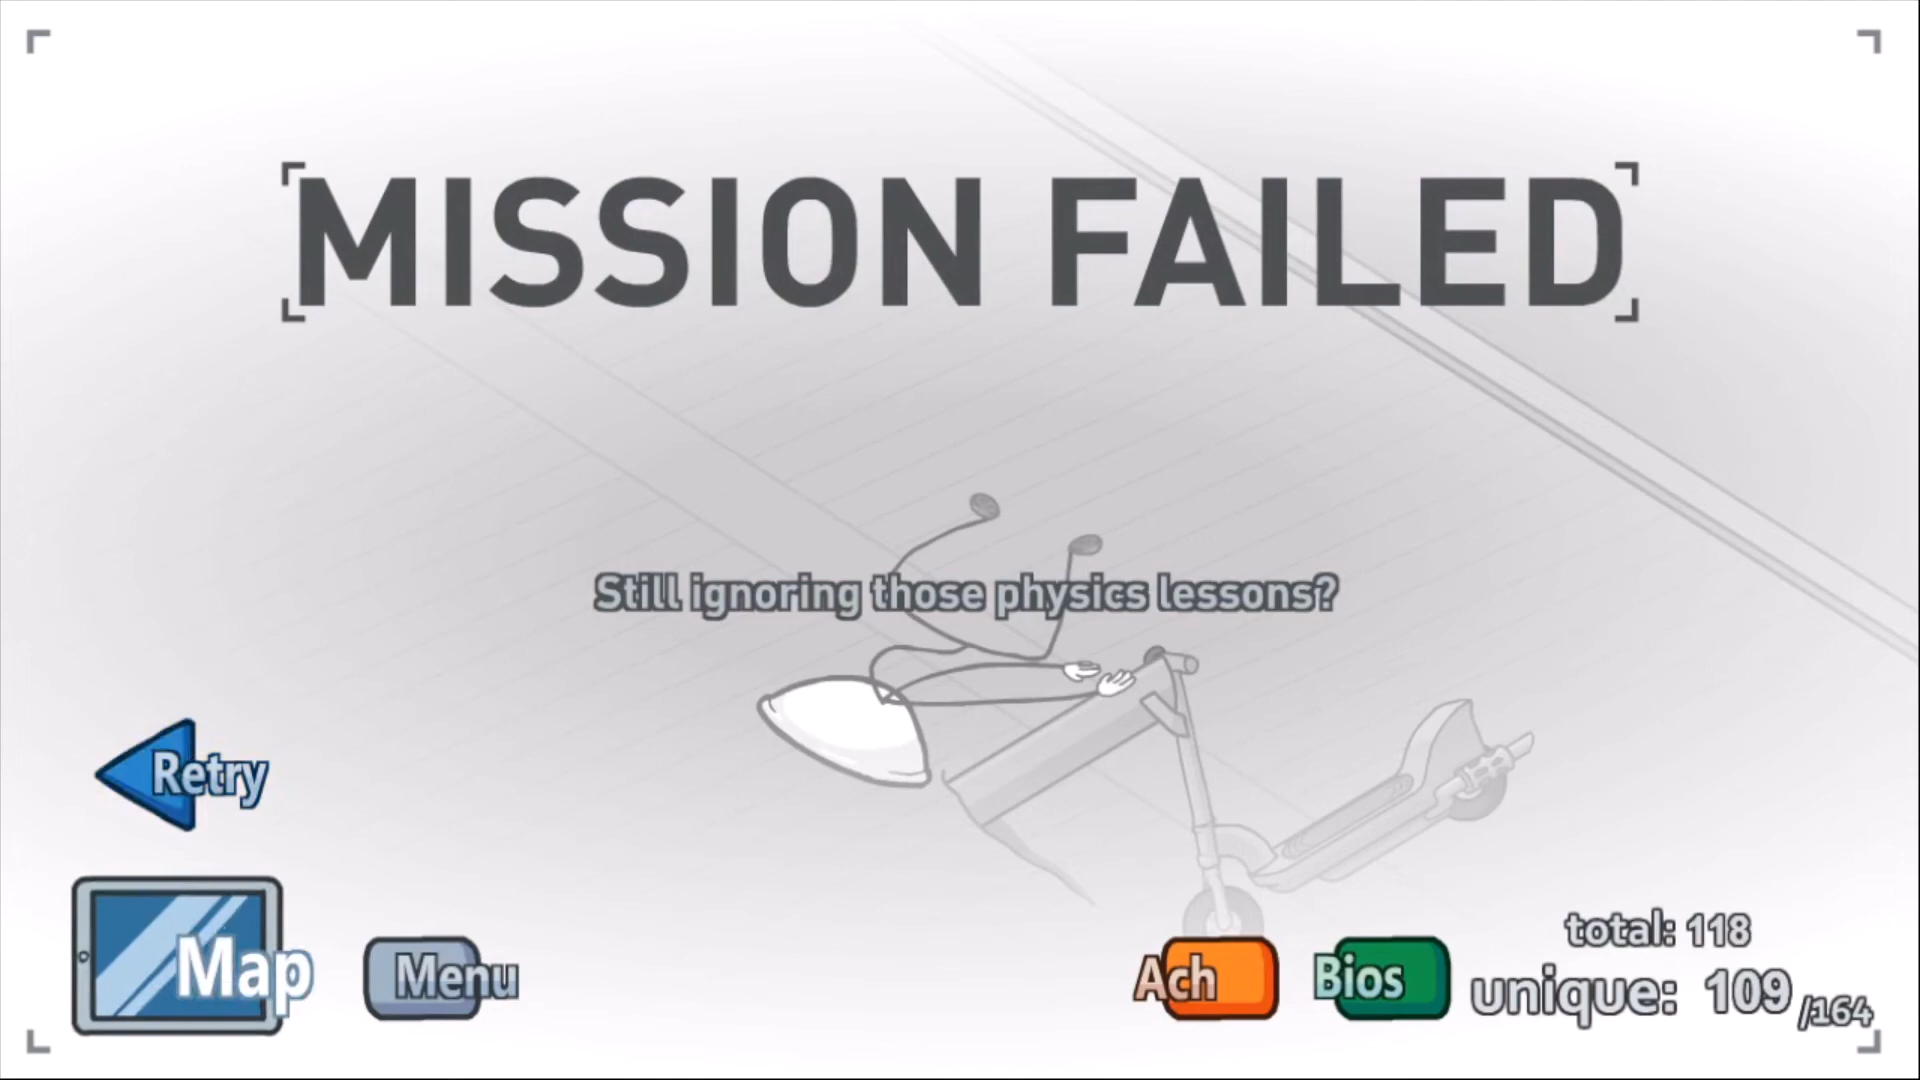 MISSION FAILED
Still ignoring those physics lessons?
Retry
Map
Menu
Ach
Bios
total: 118
unique: 109 /164